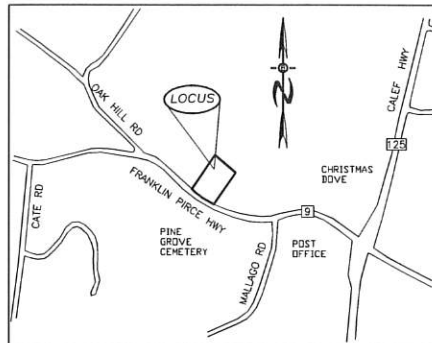 OAK HILL RD
LOCUS
N
CALEF HWY
125
CHRISTMAS
DOVE
FRANKLIN PIRCE HWY
9
CATE RD
PINE
GROVE
CEMETERY
MALLAGO RD
POST
OFFICE